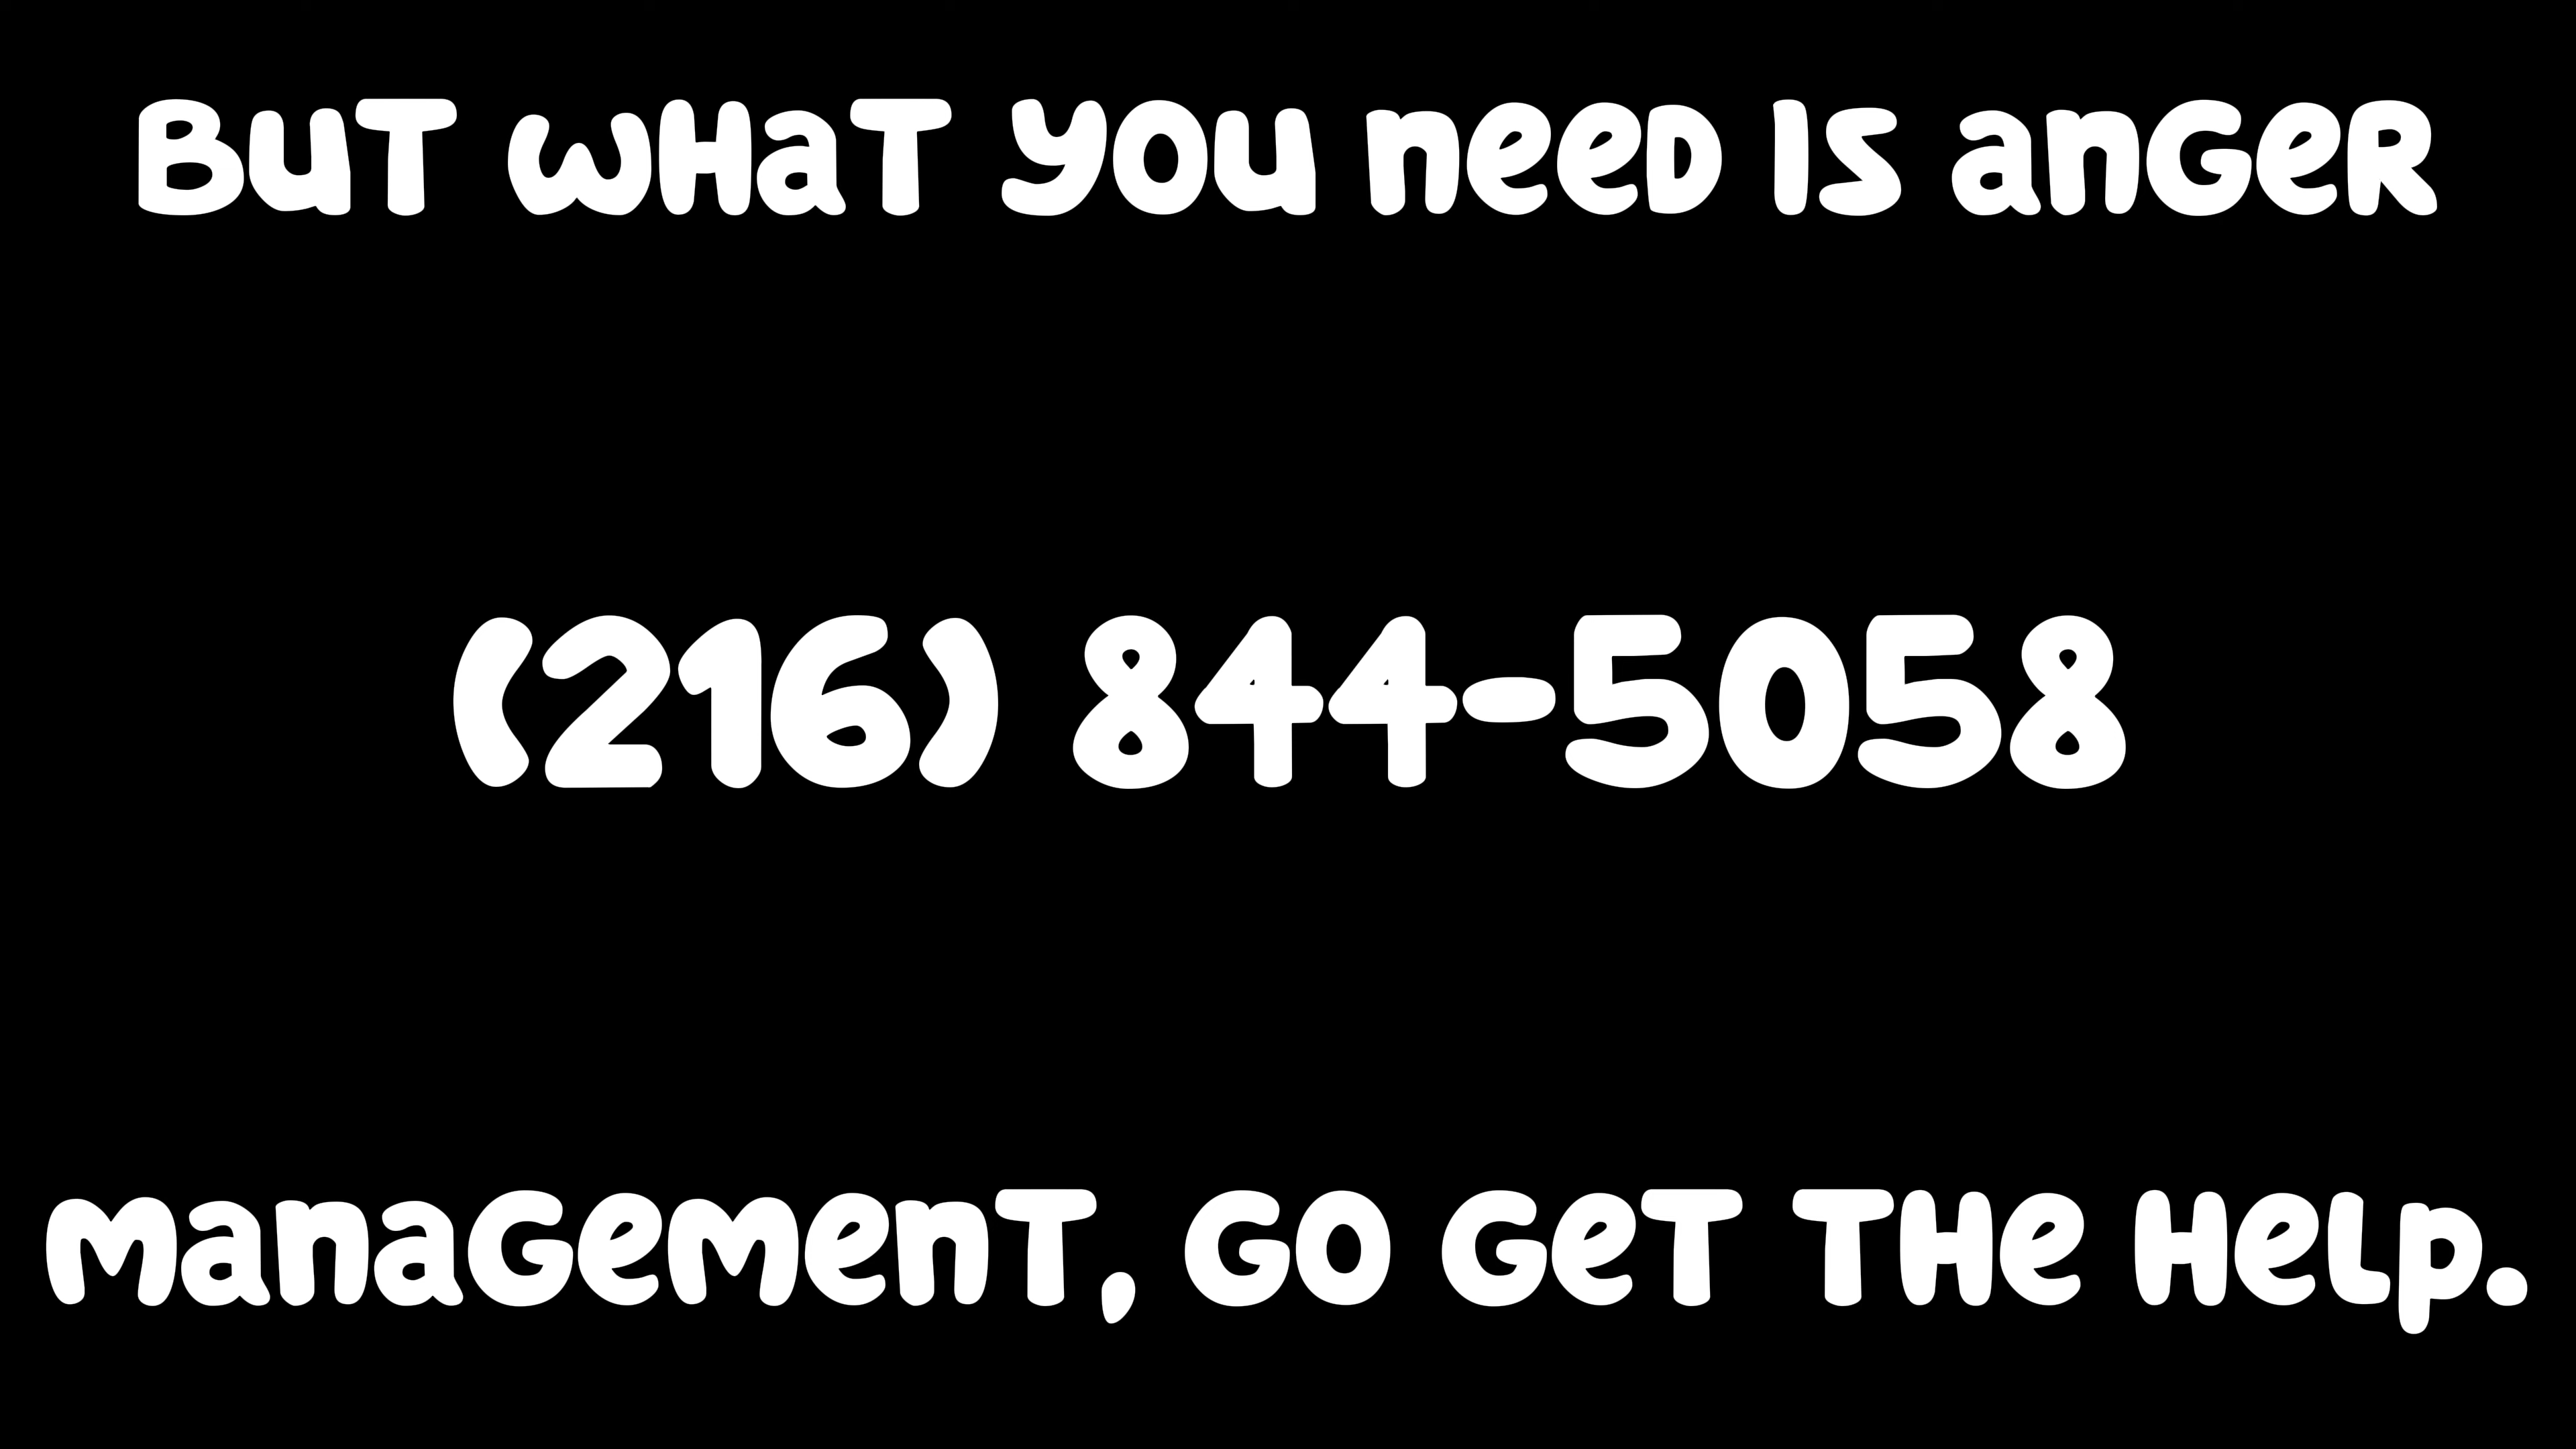 BUT WHAT YOU NEED IS ANGER
(216) 844-5058
MANAGEMENT, GO GET THE HELP.